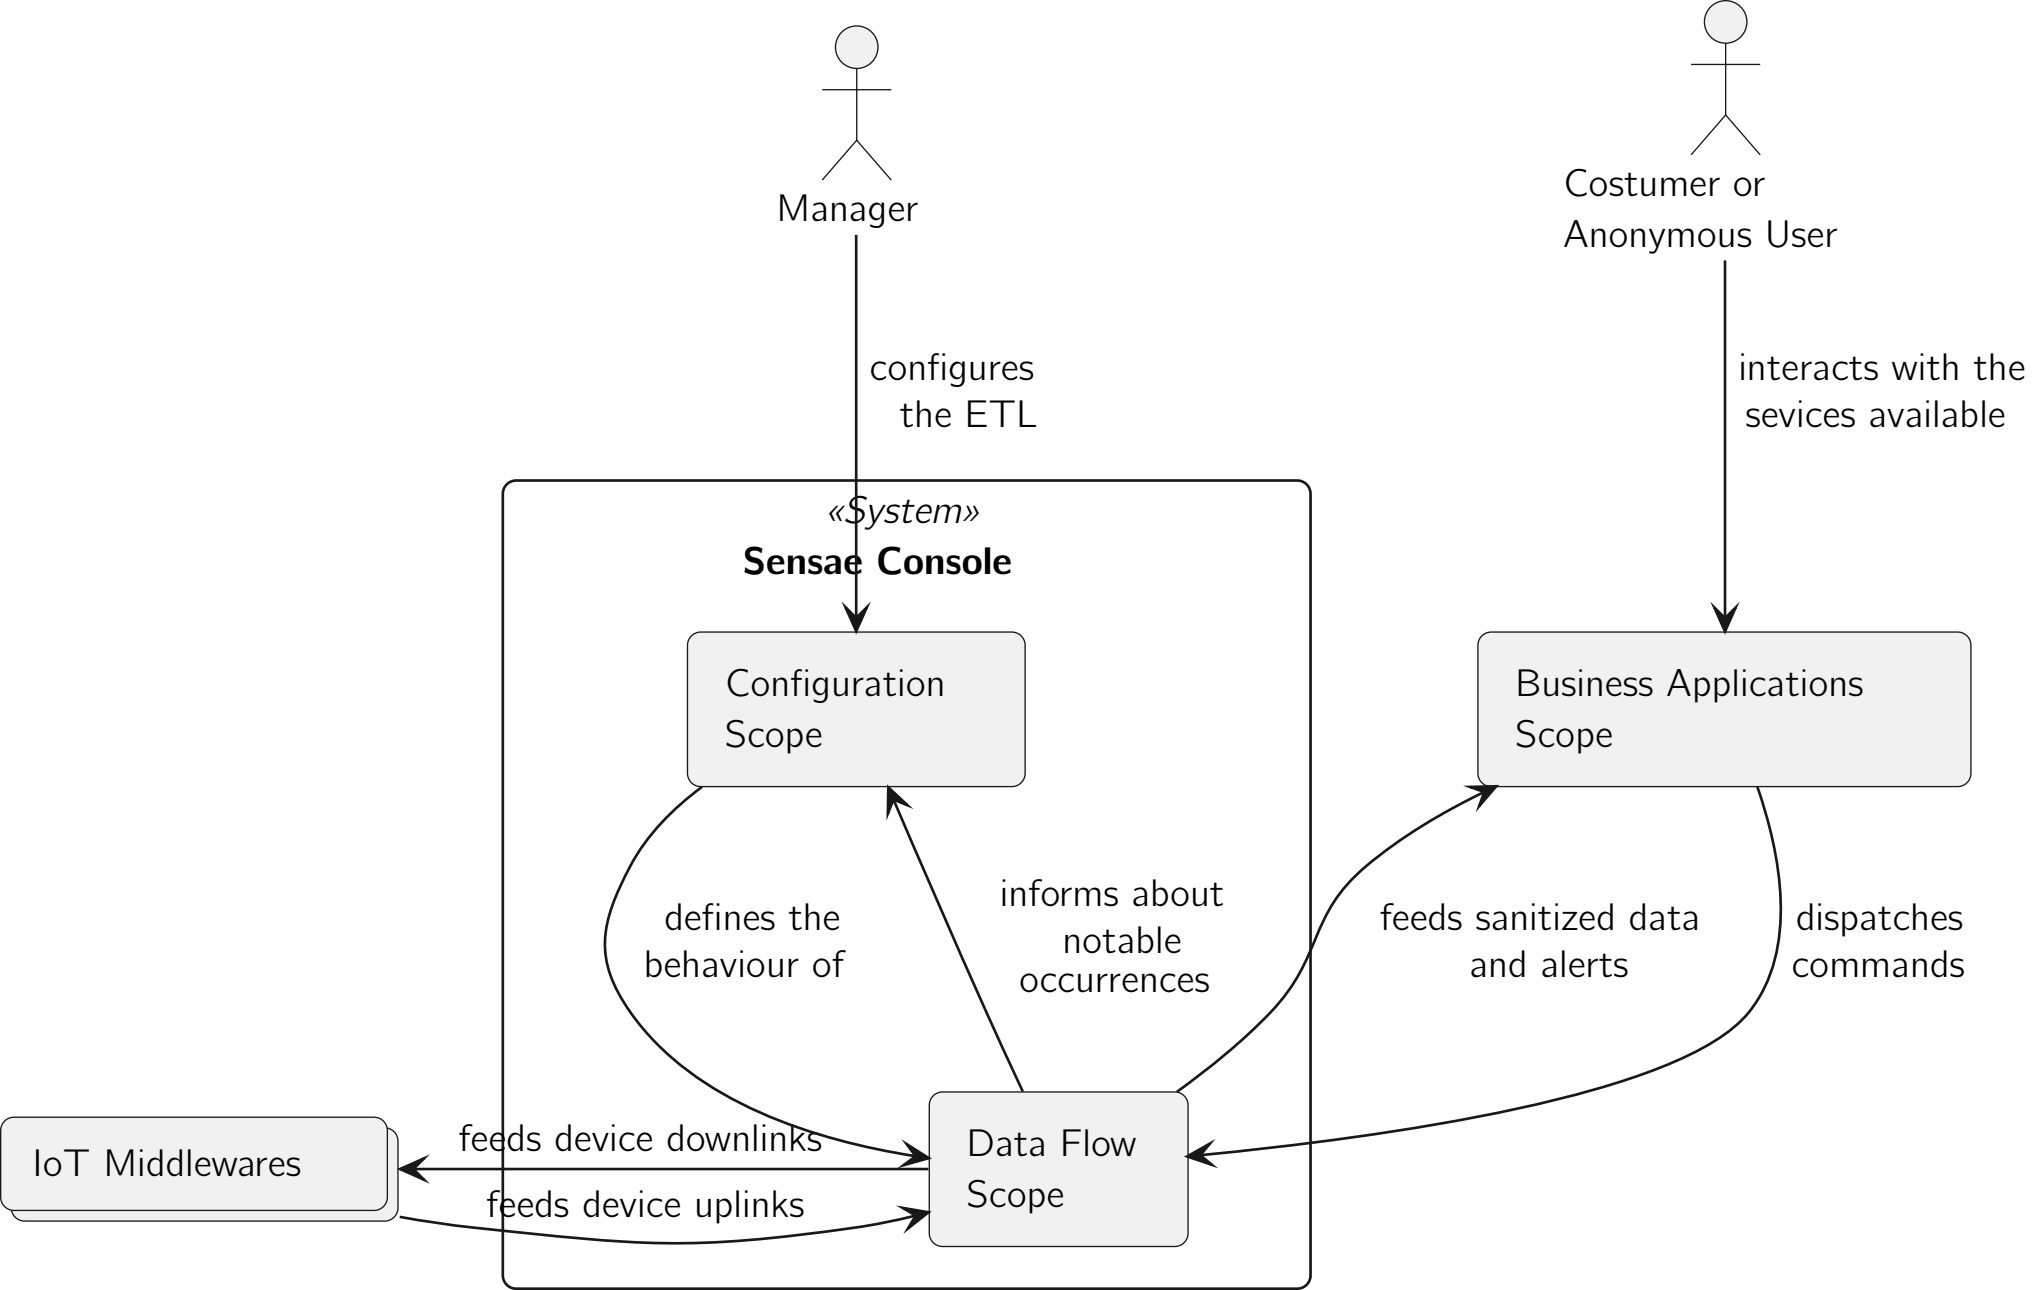 Manager
Costumer or
Anonymous User
configures
the ETL
interacts with the
sevices available
«System»
Sensae Console
Configuration
Scope
Business Applications
Scope
defines the
behaviour of
informs about
notable
occurrences
feeds sanitized data
and alerts
dispatches
commands
IoT Middlewares
feeds device downlinks
feeds device uplinks
Data Flow
Scope